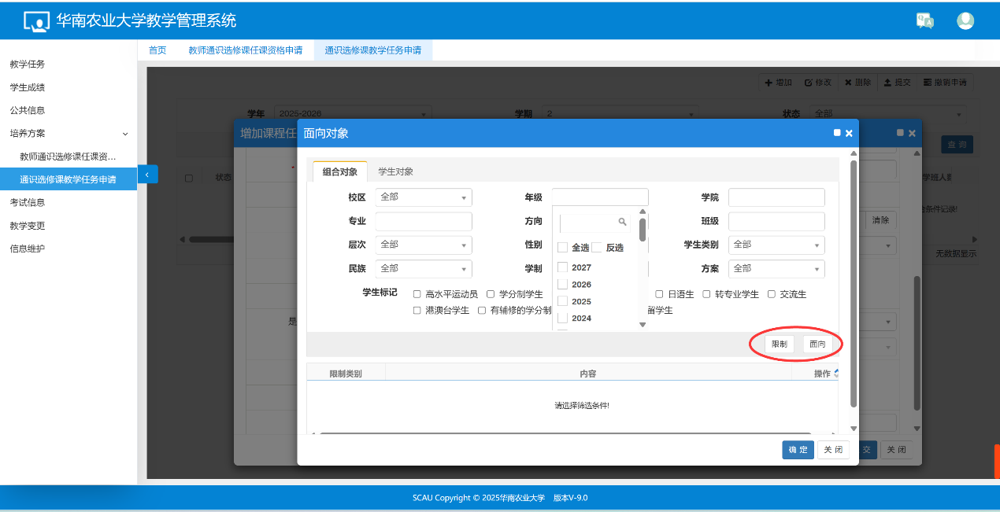 华南农业大学教学管理系统
首页 教师通识选修课任课资格申请 通识选修课教学任务申请
教学任务
学生成绩
公共信息
培养方案
教师通识选修课任课资...
通识选修课教学任务申请
考试信息
教学变更
信息维护
增加 修改 删除 提交 撤销申请
学年 2025-2026 学期 2 状态 全部
查 询
状态
学班人数
合条件记录!
无数据显示
增加课程任
清除
是
交 关 闭
面向对象
组合对象 学生对象
校区 全部 年级 学院
专业 方向 班级
层次 全部 性别 学生类别 全部
民族 全部 学制 方案 全部
全选 反选
2027
2026
2025
2024
学生标记 高水平运动员 学分制学生 日语生 转专业学生 交流生
港澳台学生 有辅修的学分制 留学生
限制 面向
限制类别 内容 操作
请选择筛选条件!
确 定 关 闭
SCAU Copyright © 2025华南农业大学 版本V-9.0